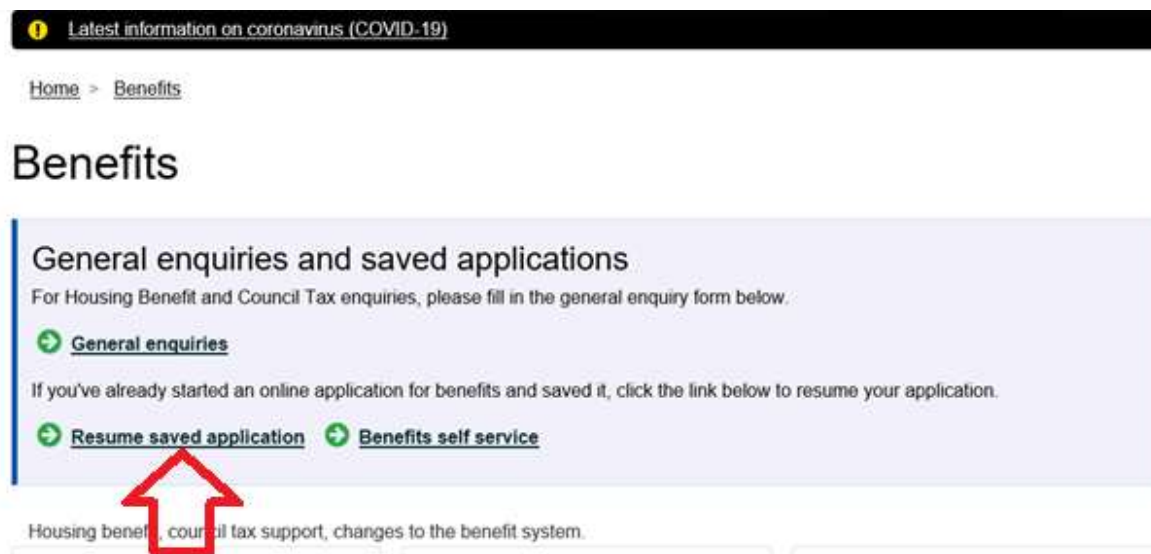 Latest information on coronavirus (COVID-19)
Home > Benefits
Benefits
General enquiries and saved applications
For Housing Benefit and Council Tax enquiries, please fill in the general enquiry form below.
General enquiries
If you've already started an online application for benefits and saved it, click the link below to resume your application.
Resume saved application Benefits self service
Housing benefit, council tax support, changes to the benefit system.